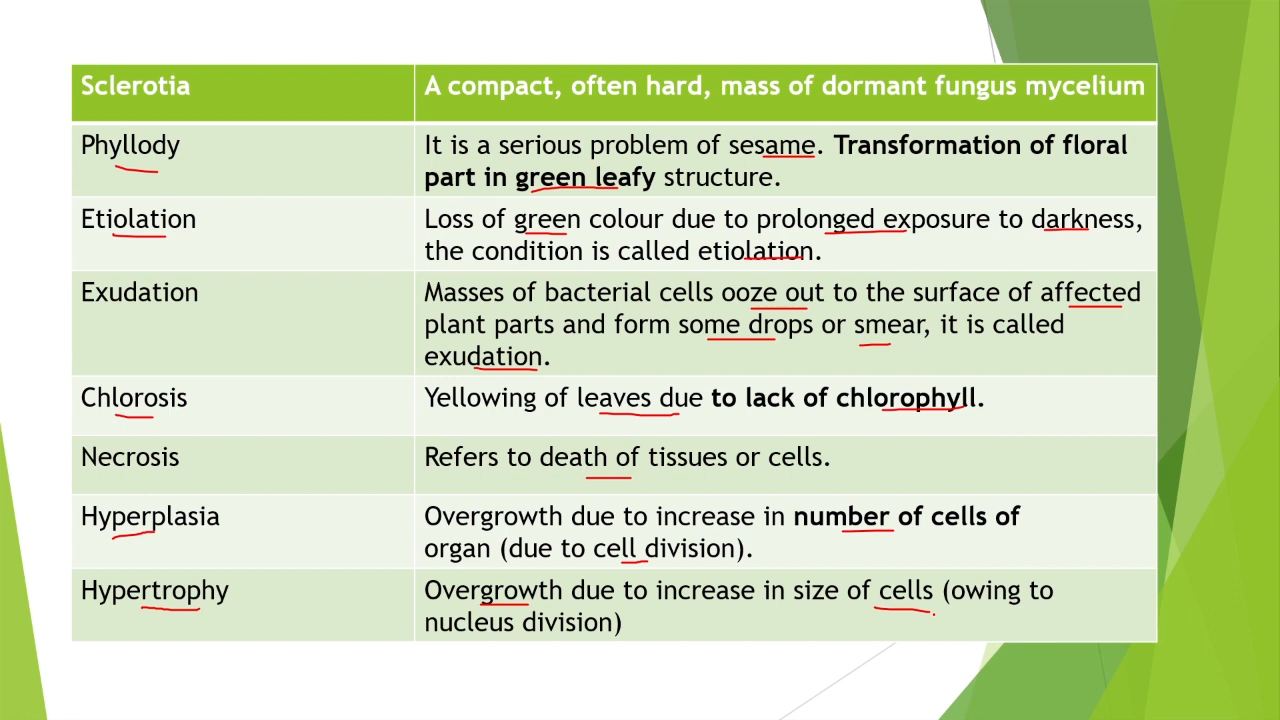 Sclerotia
A compact, often hard, mass of dormant fungus mycelium
Phyllody
It is a serious problem of sesame. Transformation of floral
part in green leafy structure.
Etiolation
Loss of green colour due to prolonged exposure to darkness,
the condition is called etiolation.
Exudation
Masses of bacterial cells ooze out to the surface of affected
plant parts and form some drops or smear, it is called
exudation.
Chlorosis
Yellowing of leaves due to lack of chlorophyll.
Necrosis
Refers to death of tissues or cells.
Hyperplasia
Overgrowth due to increase in number of cells of
organ (due to cell division).
Hypertrophy
Overgrowth due to increase in size of cells (owing to
nucleus division)